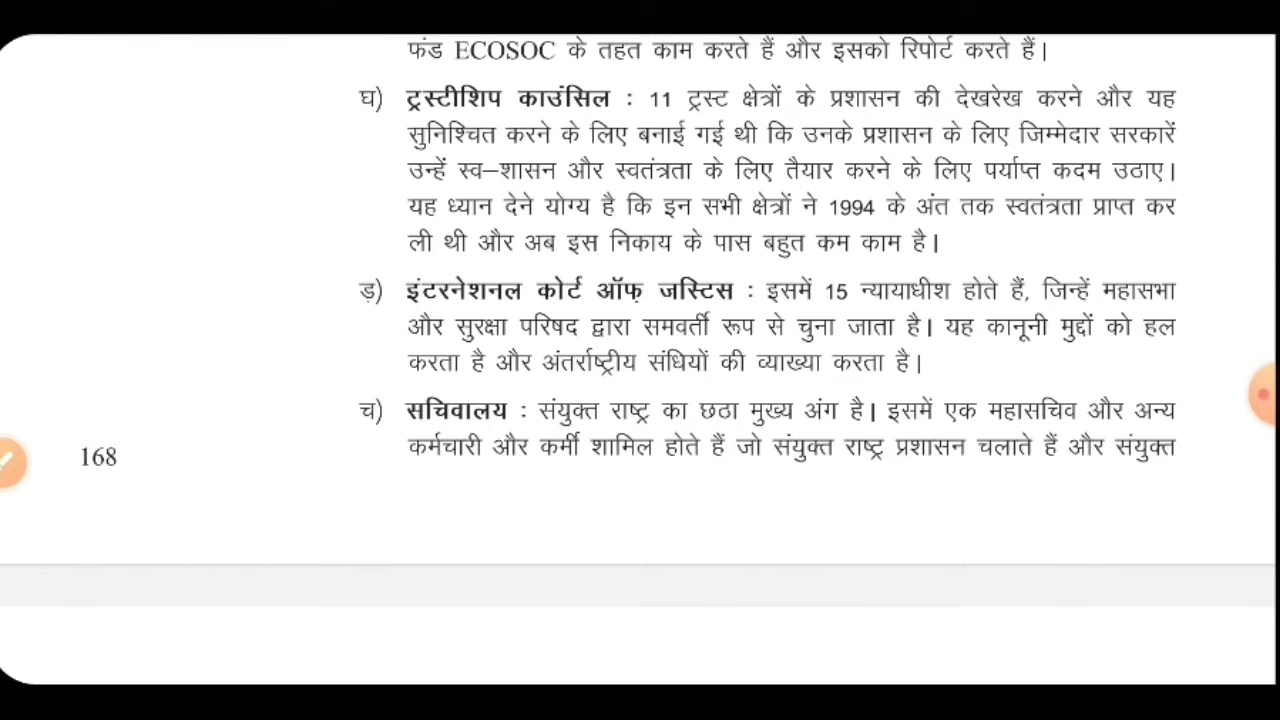 फंड ECOSOC के तहत काम करते हैं और इसको रिपोर्ट करते हैं।
घ) ट्रस्टीशिप काउंसिल : 11 ट्रस्ट क्षेत्रों के प्रशासन की देखरेख करने और यह
सुनिश्चित करने के लिए बनाई गई थी कि उनके प्रशासन के लिए जिम्मेदार सरकारें
उन्हें स्व–शासन और स्वतंत्रता के लिए तैयार करने के लिए पर्याप्त कदम उठाए।
यह ध्यान देने योग्य है कि इन सभी क्षेत्रों ने 1994 के अंत तक स्वतंत्रता प्राप्त कर
ली थी और अब इस निकाय के पास बहुत कम काम है।
ड़) इंटरनेशनल कोर्ट ऑफ़ जस्टिस : इसमें 15 न्यायाधीश होते हैं, जिन्हें महासभा
और सुरक्षा परिषद द्वारा समवर्ती रूप से चुना जाता है। यह कानूनी मुद्दों को हल
करता है और अंतर्राष्ट्रीय संधियों की व्याख्या करता है।
च) सचिवालय : संयुक्त राष्ट्र का छठा मुख्य अंग है। इसमें एक महासचिव और अन्य
कर्मचारी और कर्मी शामिल होते हैं जो संयुक्त राष्ट्र प्रशासन चलाते हैं और संयुक्त
168